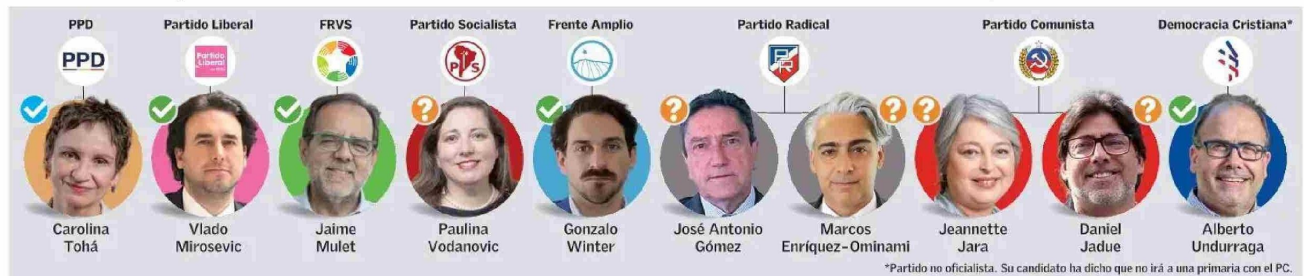 PPD
Partido Liberal
FRVS
Partido Socialista
Frente Amplio
Partido Radical
Partido Comunista
Democracia Cristiana*
PPD
Partido
Liberal
PS
PR
?
?
?
?
?
Carolina
Tohá
Vlado
Mirosevic
Jaime
Mulet
Paulina
Vodanovic
Gonzalo
Winter
José Antonio
Gómez
Marcos
Enríquez-Ominami
Jeannette
Jara
Daniel
Jadue
Alberto
Undurraga
*Partido no oficialista. Su candidato ha dicho que no irá a una primaria con el PC.